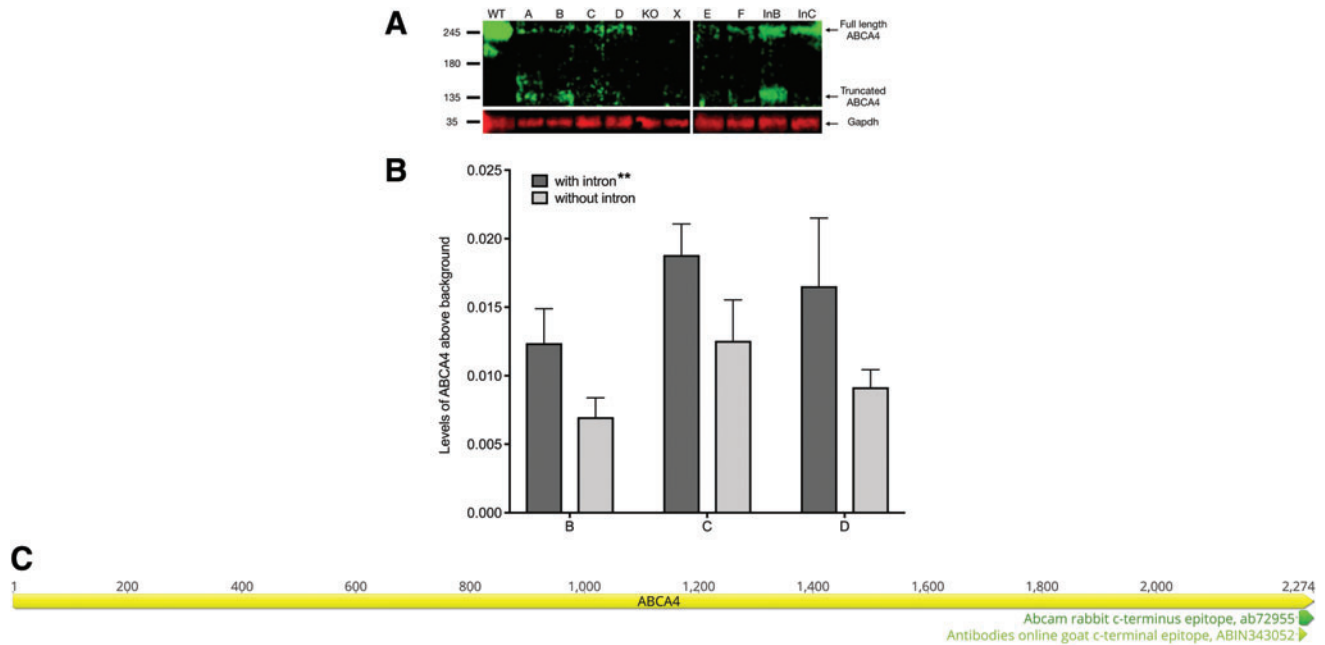 A
WT A B C D KO X E F InB InC
245
180
135
35
Full length
ABCA4
Truncated
ABCA4
Gapdh
B
with intron**
without intron
Levels of ABCA4 above background
0.025
0.020
0.015
0.010
0.005
0.000
B C D
C
1 200 400 600 800 1,000 1,200 1,400 1,600 1,800 2,000 2,274
ABCA4
Abcam rabbit c-terminus epitope, ab72955
Antibodies online goat c-terminal epitope, ABIN343052